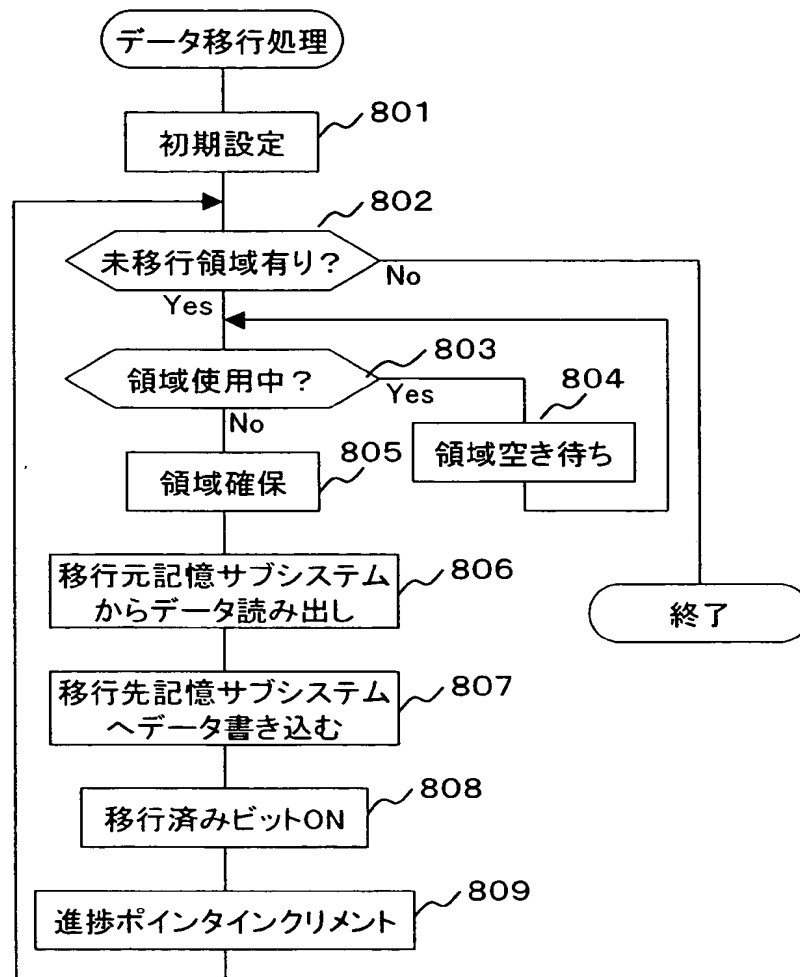 データ移行処理
801
初期設定
802
未移行領域有り?
No
Yes
803
領域使用中?
Yes
804
No
領域空き待ち
805
領域確保
806
移行元記憶サブシステム
からデータ読み出し
終了
807
移行先記憶サブシステム
へデータ書き込む
808
移行済みビットON
809
進捗ポインタインクリメント